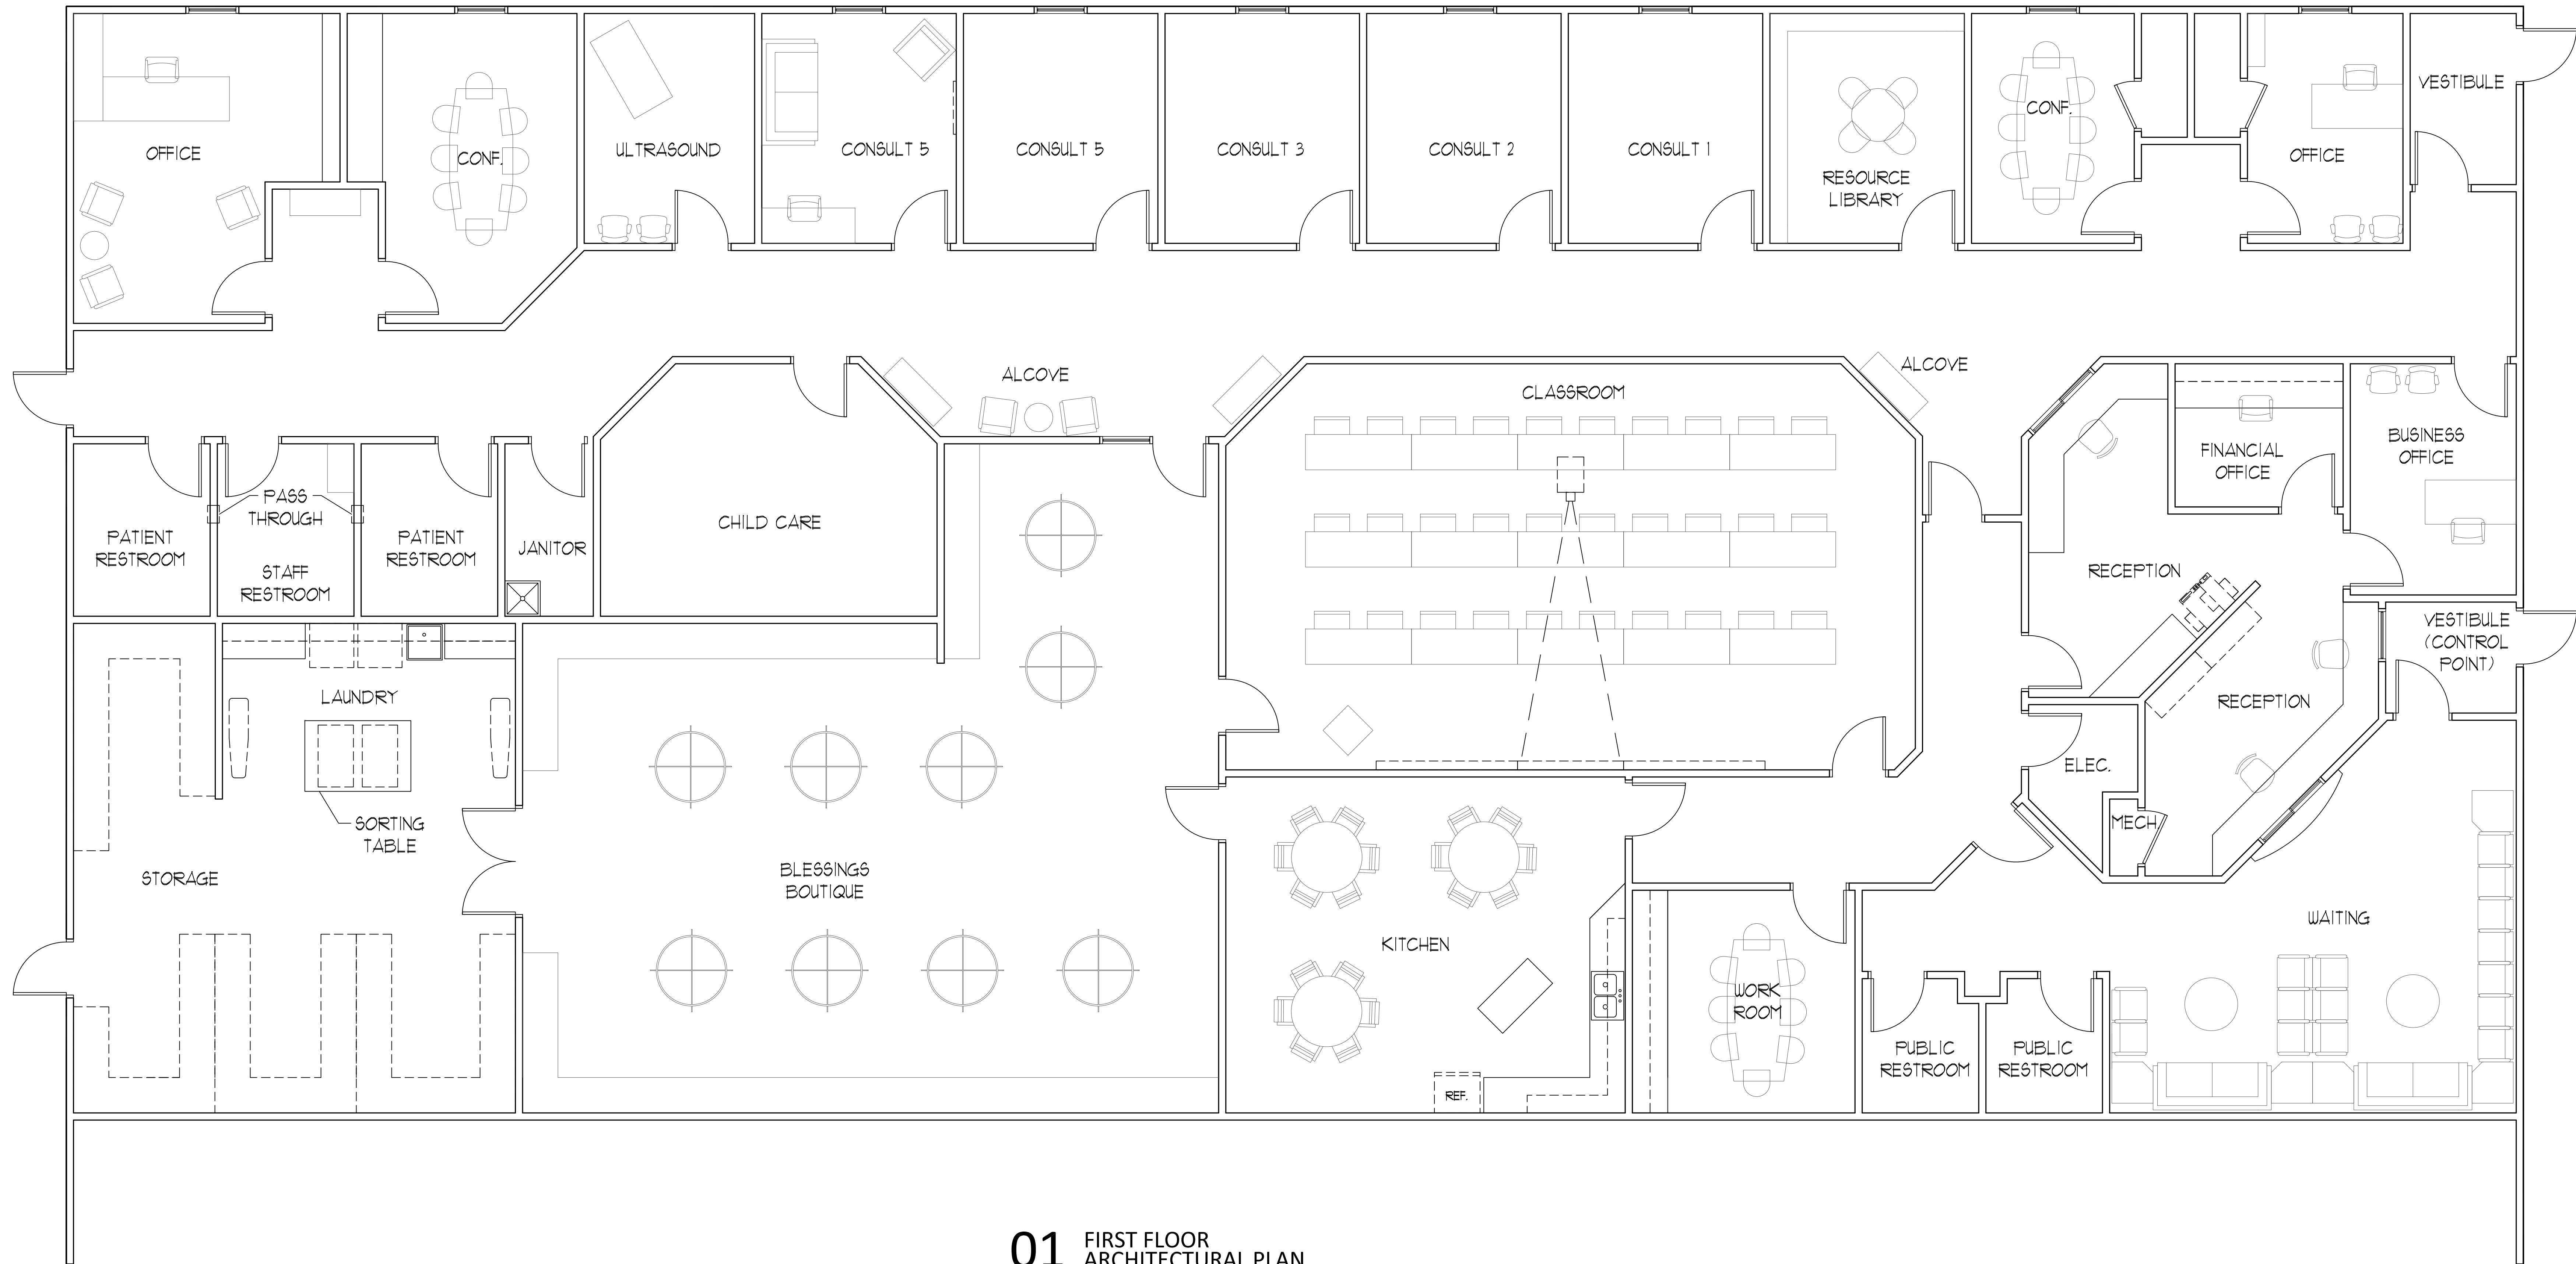 OFFICE
CONF.
ULTRASOUND
CONSULT 5
CONSULT 5
CONSULT 3
CONSULT 2
CONSULT 1
RESOURCE
LIBRARY
CONF.
OFFICE
VESTIBULE
ALCOVE
ALCOVE
CLASSROOM
FINANCIAL
OFFICE
BUSINESS
OFFICE
PATIENT
RESTROOM
PASS
THROUGH
STAFF
RESTROOM
PATIENT
RESTROOM
JANITOR
CHILD CARE
RECEPTION
VESTIBULE
(CONTROL
POINT)
RECEPTION
LAUNDRY
SORTING
TABLE
STORAGE
BLESSINGS
BOUTIQUE
ELEC.
MECH.
KITCHEN
REF.
WORK
ROOM
WAITING
PUBLIC
RESTROOM
PUBLIC
RESTROOM
01
FIRST FLOOR
ARCHITECTURAL PLAN